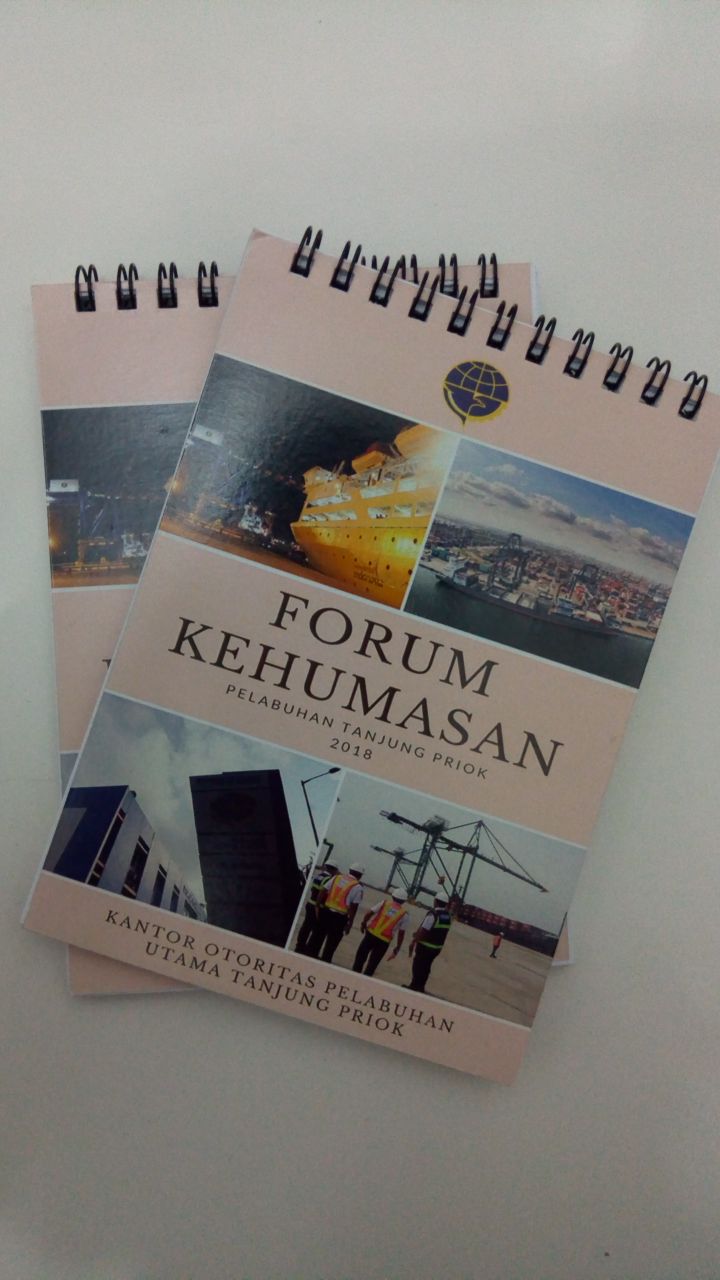 FORUM
KEHUMASAN
PELABUHAN TANJUNG PRIOK
2018
KANTOR OTORITAS PELABUHAN
UTAMA TANJUNG PRIOK